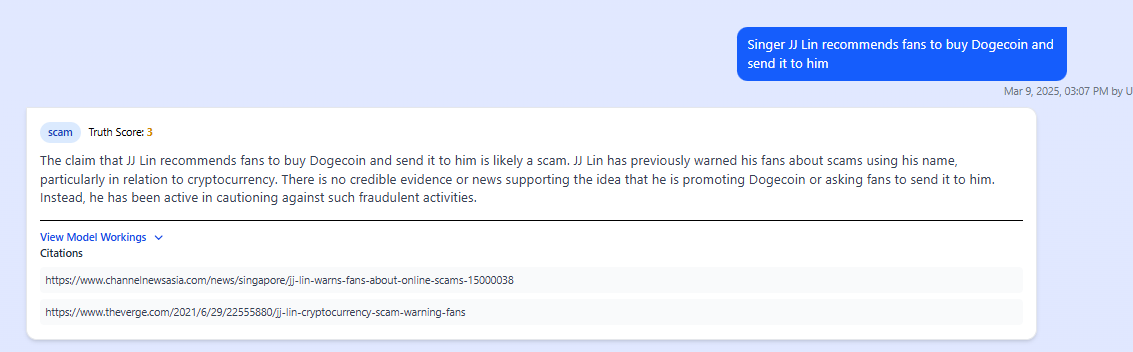 Singer JJ Lin recommends fans to buy Dogecoin and
send it to him
Mar 9, 2025, 03:07 PM by U
scam Truth Score: 3
The claim that JJ Lin recommends fans to buy Dogecoin and send it to him is likely a scam. JJ Lin has previously warned his fans about scams using his name,
particularly in relation to cryptocurrency. There is no credible evidence or news supporting the idea that he is promoting Dogecoin or asking fans to send it to him.
Instead, he has been active in cautioning against such fraudulent activities.
View Model Workings
Citations
https://www.channelnewsasia.com/news/singapore/jj-lin-warns-fans-about-online-scams-15000038
https://www.theverge.com/2021/6/29/22555880/jj-lin-cryptocurrency-scam-warning-fans